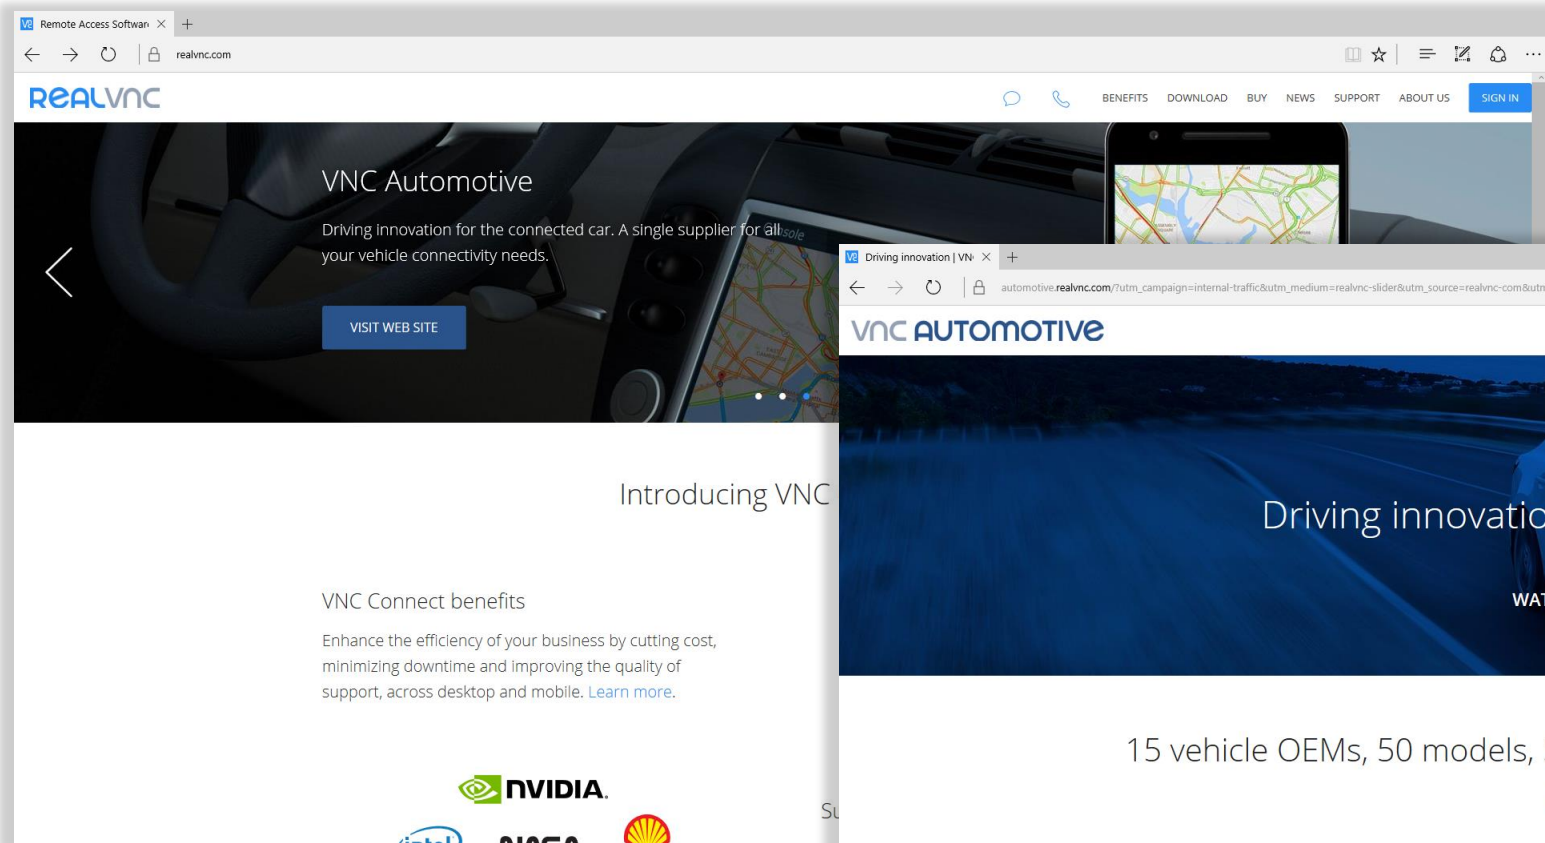 Remote Access Softwar
realvnc.com
REALVNC
BENEFITS DOWNLOAD BUY NEWS SUPPORT ABOUT US SIGN IN
VNC Automotive
Driving innovation for the connected car. A single supplier for all
your vehicle connectivity needs.
VISIT WEB SITE
Introducing VNC
VNC Connect benefits
Enhance the efficiency of your business by cutting cost,
minimizing downtime and improving the quality of
support, across desktop and mobile. Learn more.
NVIDIA.
intel
NASA
Driving innovation | VN
automotive.realvnc.com/?utm_campaign=internal-traffic&utm_medium=realvnc-slider&utm_source=realvnc-com&utm
VNC AUTOMOTIVE
Driving innovatio
WAT
15 vehicle OEMs, 50 models,